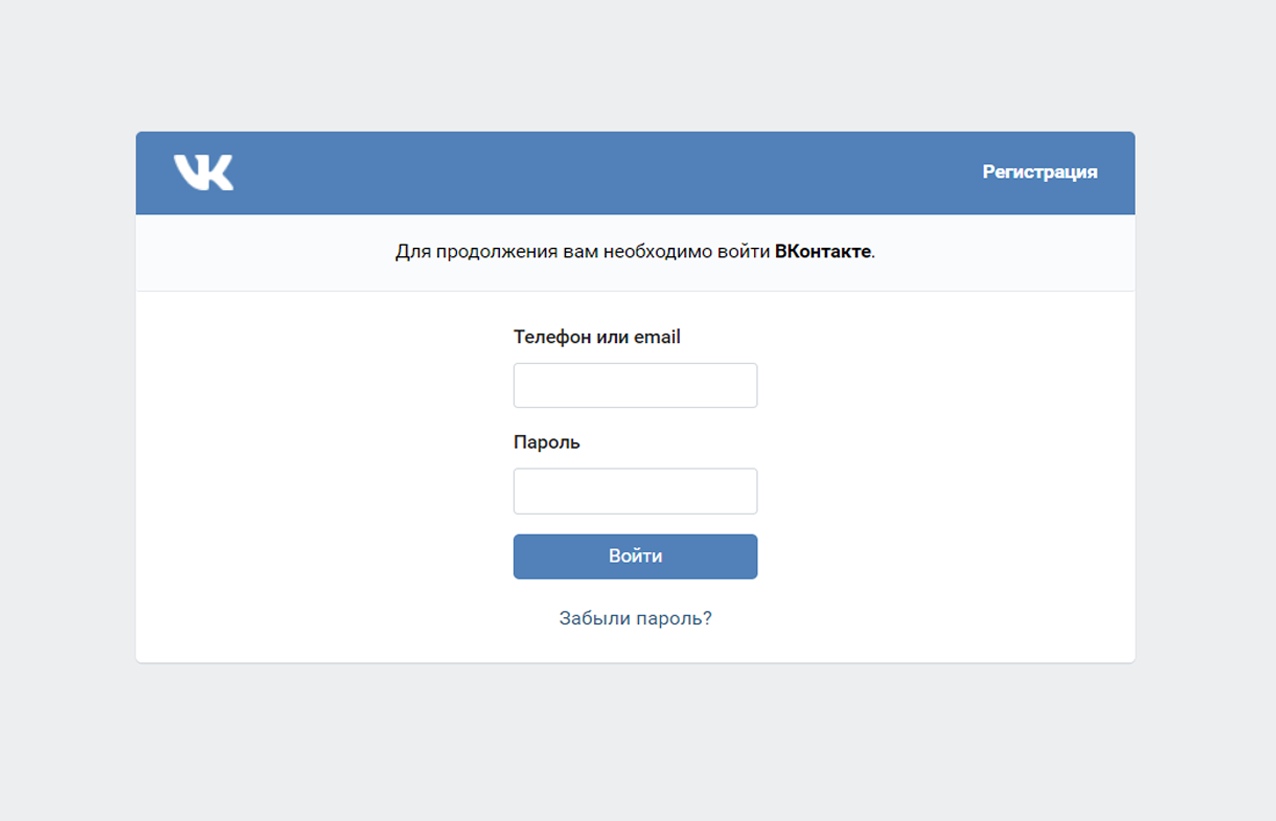 VK
Регистрация
Для продолжения вам необходимо войти ВКонтакте.
Телефон или email
Пароль
Войти
Забыли пароль?